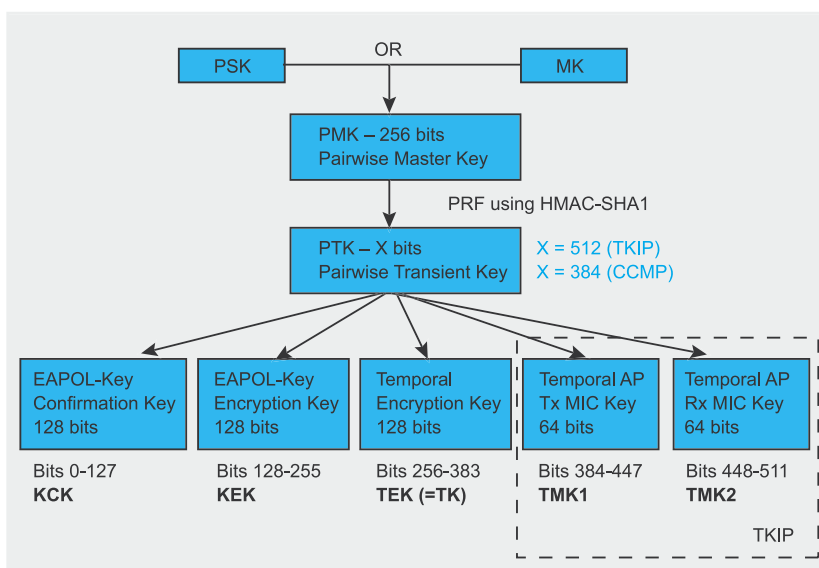 OR
PSK
MK
PMK – 256 bits
Pairwise Master Key
PRF using HMAC-SHA1
PTK – X bits
Pairwise Transient Key
X = 512 (TKIP)
X = 384 (CCMP)
EAPOL-Key
Confirmation Key
128 bits
EAPOL-Key
Encryption Key
128 bits
Temporal
Encryption Key
128 bits
Temporal AP
Tx MIC Key
64 bits
Temporal AP
Rx MIC Key
64 bits
Bits 0-127
KCK
Bits 128-255
KEK
Bits 256-383
TEK (=TK)
Bits 384-447
TMK1
Bits 448-511
TMK2
TKIP